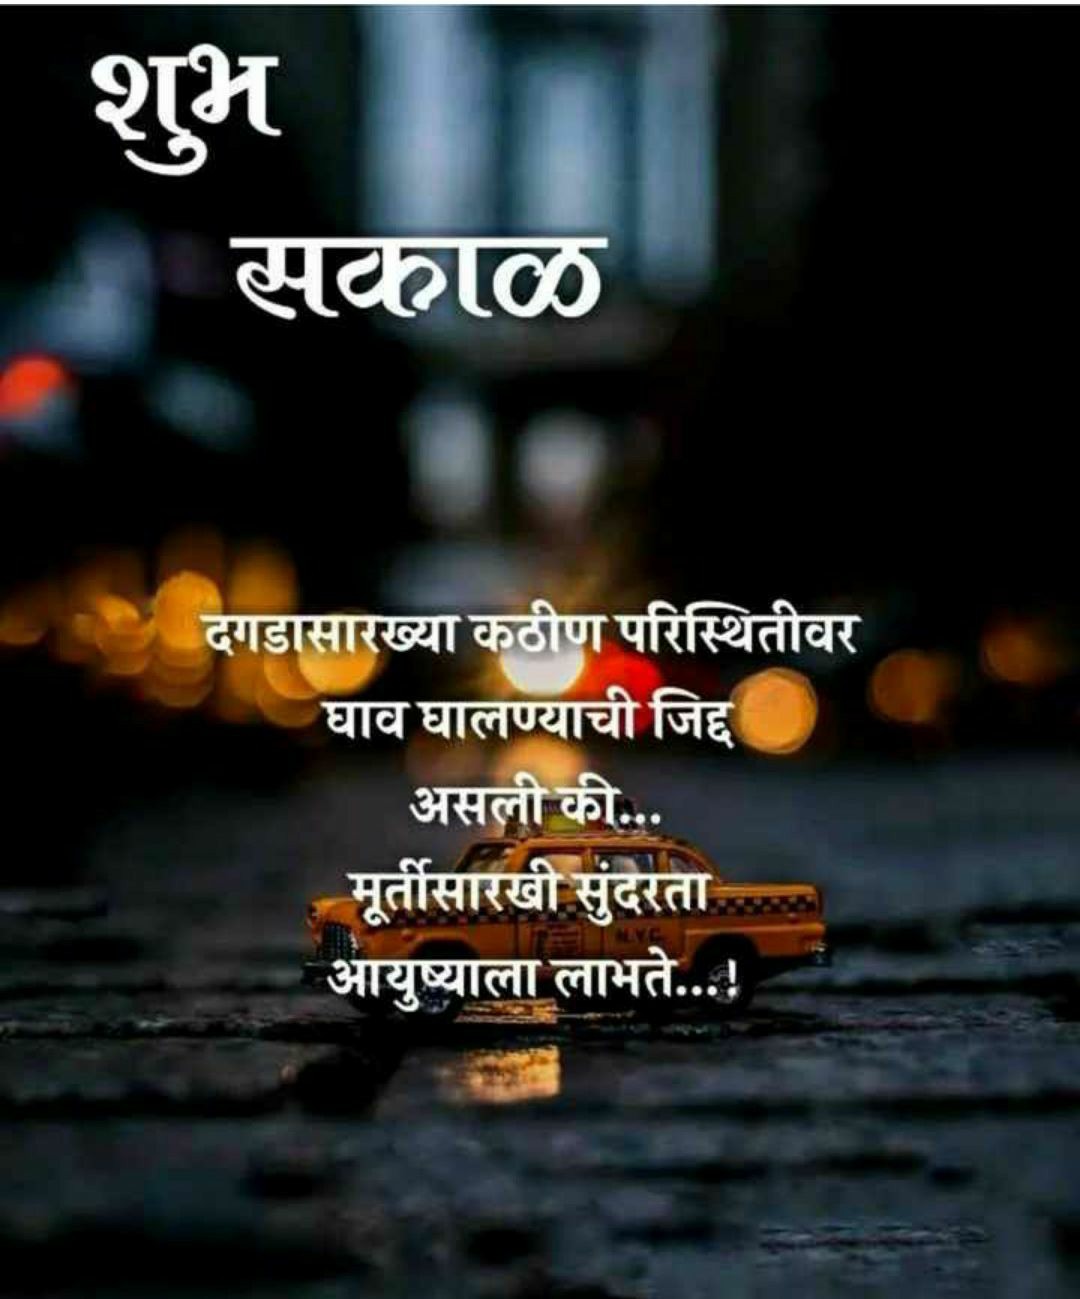 शुभ
सकाळ
दगडासारख्या कठीण परिस्थितीवर
घाव घालण्याची जिद्द
असली की...
मूर्तीसारखी सुंदरता
N.Y.C.
आयुष्याला लाभते...!